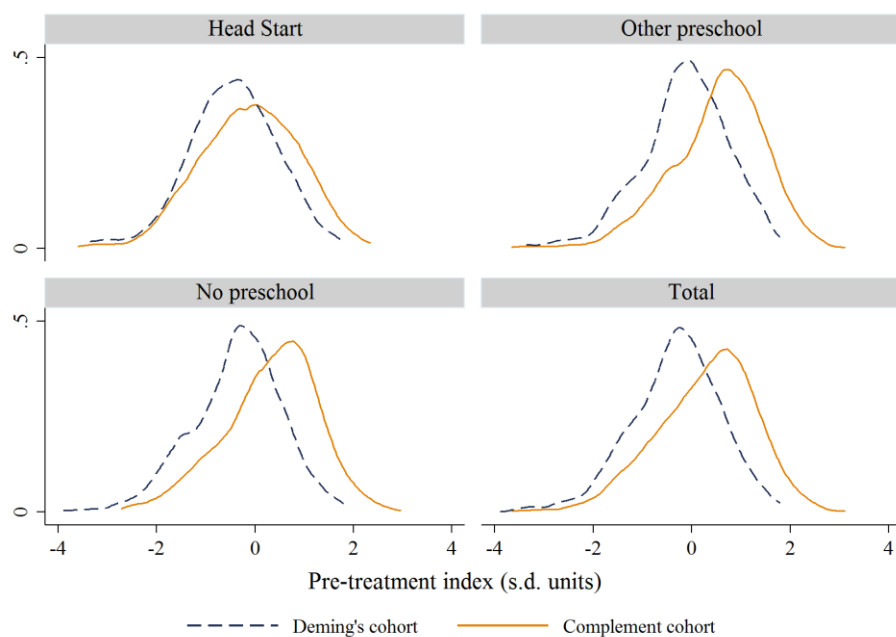 Head Start
Other preschool
.5
0
No preschool
Total
.5
0
-4
-2
0
2
4
-4
-2
0
2
4
Pre-treatment index (s.d. units)
Deming's cohort
Complement cohort